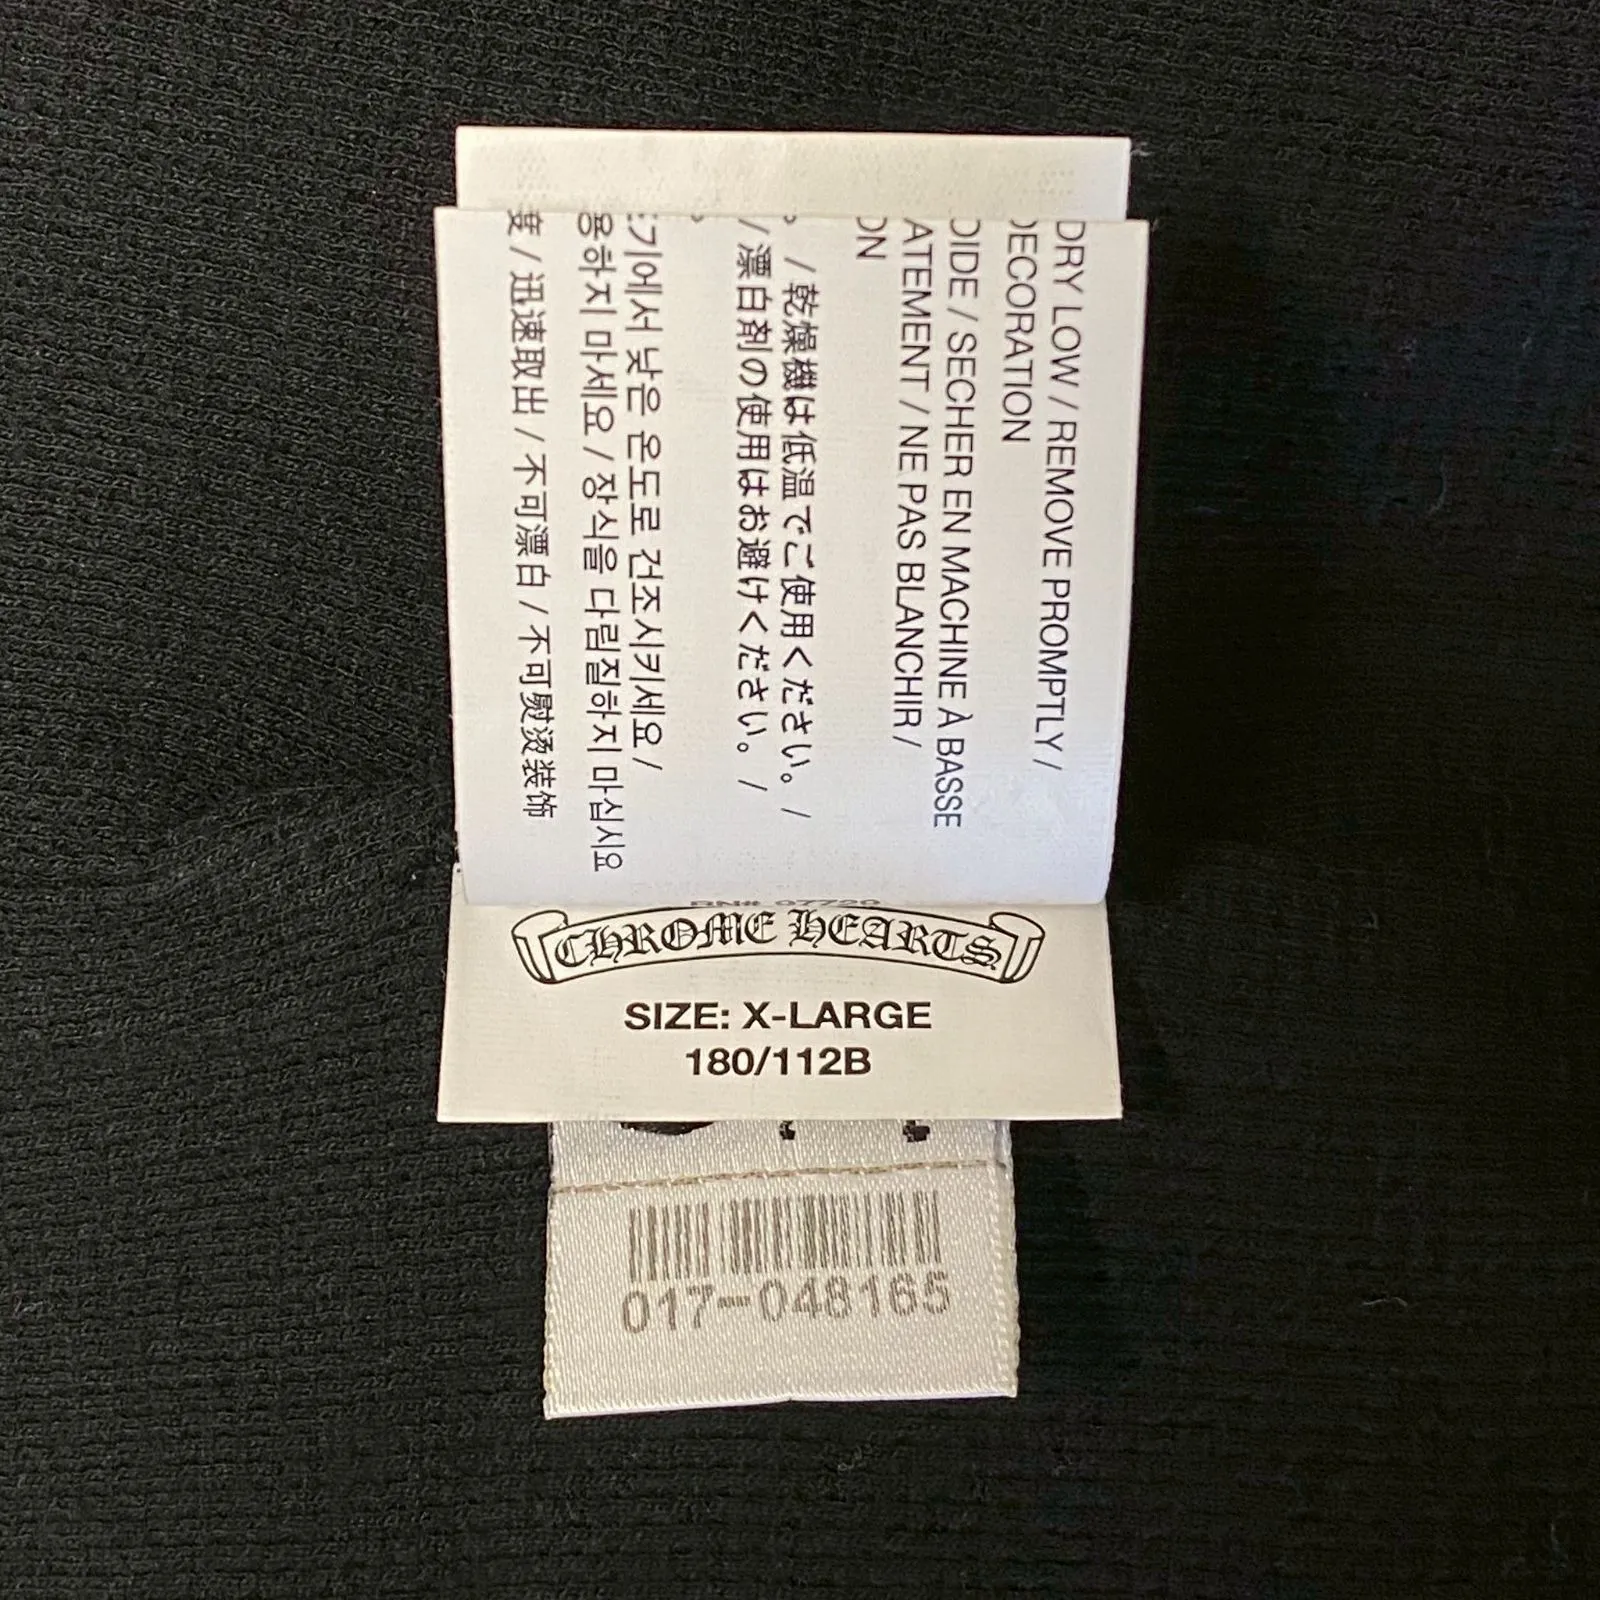 DRY LOW / REMOVE PROMPTLY /
DECORATION
OIDE / SECHER EN MACHINE À BASSE
ATEMENT / NE PAS BLANCHIR /
ON
/ 乾燥機は低温でご使用ください。 /
/ 漂白剤の使用はお避けください。 /
기에서 낮은 온도로 건조시키세요 /
용하지 마세요 / 장식을 다림질하지 마십시요
度 / 迅速取出 / 不可漂白 / 不可熨烫装饰
CHROME HEARTS
SIZE: X-LARGE
180/112B
017-048165